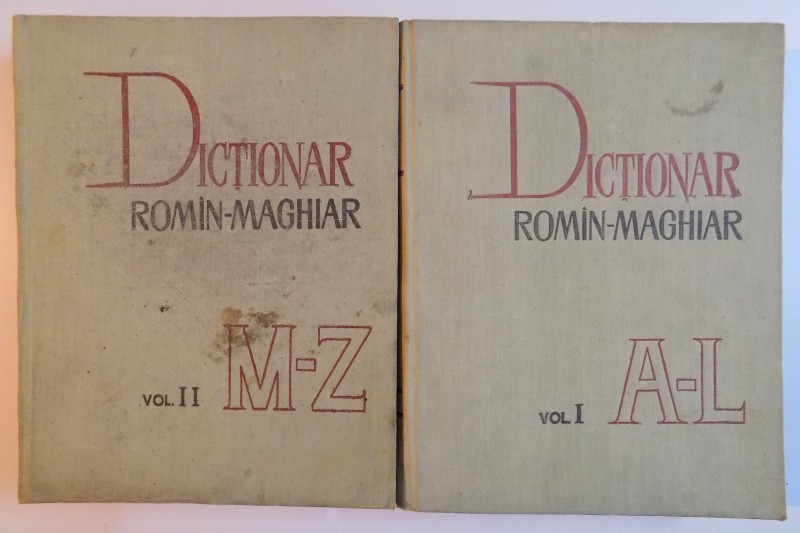 DICȚIONAR
ROMÎN-MAGHIAR
VOL. II M-Z
DICȚIONAR
ROMÎN-MAGHIAR
VOL. I A-L